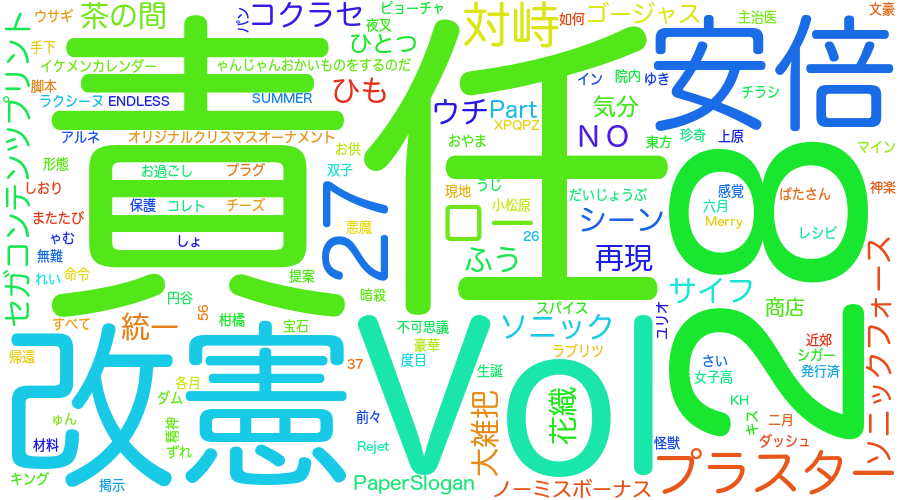 茶の間
ウサギ
コクラセ
パン
ピョーチャ
夜叉
対峙
如何
ゴージャス
主治医
文豪
手下
イケメンカレンダー
ゃんじゃんおかいものをするのだ
ひとつ
脚本
ラクシーヌ
ENDLESS
SUMMER
ひも
ウチ
Part
XPQPZ
イン
院内
ゆき
気分
チラシ
安倍
アルネ
オリジナルクリスマスオーナメント
お供
おやま
NO
東方
珍奇
上原
マイン
責任
セガコンテンツプリント
形態
お過ごし
プラグ
双子
しおり
保護
コレト
チーズ
現地
うじ
小松原
だいじょうぶ
感覚
ばたさん
神楽
六月
Merry
レシピ
またたび
ゃむ
しょ
27
悪魔
ロー
シーン
26
無難
れい
命令
提案
ふう
再現
28
円谷
暗殺
サイフ
商店
すべて
統一
柑橘
56
宝石
不可思議
スパイス
ソニック
ユリオ
帰還
改憲
Vol
豪華
度目
ラブリツ
近郊
シガー
発行済
さい
女子高
ソニックフォース
37
生誕
各月
ダム
ゅん
精神
ずれ
前々
Rejet
大雑把
花織
KH
キス
二月
ダッシュ
材料
怪獣
キング
掲示
PaperSlogan
ノーミスボーナス
プラスタ